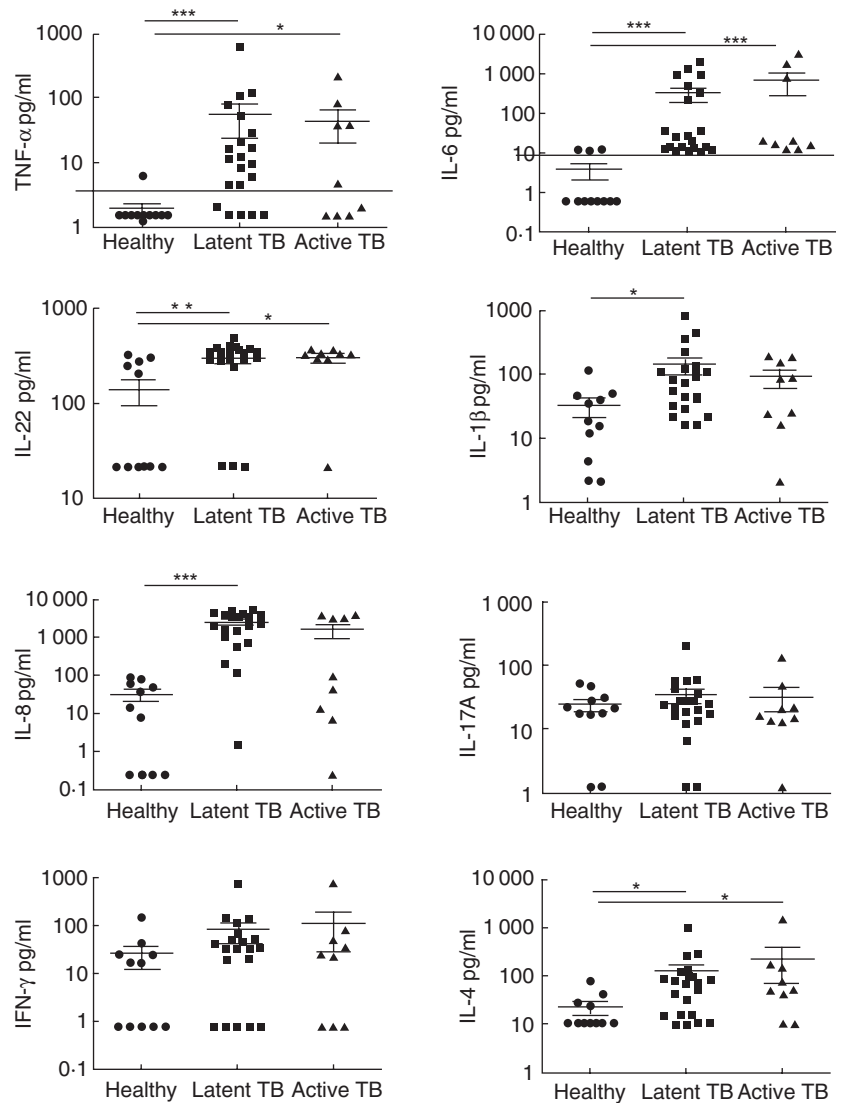 ***
*
1000
100
10
1
TNF-α pg/ml
Healthy Latent TB Active TB
***
***
10 000
1 000
100
10
1
0·1
IL-6 pg/ml
Healthy Latent TB Active TB
* *
*
1000
100
10
IL-22 pg/ml
Healthy Latent TB Active TB
*
1000
100
10
1
IL-1β pg/ml
Healthy Latent TB Active TB
***
10 000
1 000
100
10
1
0·1
IL-8 pg/ml
Healthy Latent TB Active TB
1 000
100
10
1
IL-17A pg/ml
Healthy Latent TB Active TB
1000
100
10
1
0·1
IFN-γ pg/ml
Healthy Latent TB Active TB
*
*
10 000
1000
100
10
1
IL-4 pg/ml
Healthy Latent TB Active TB